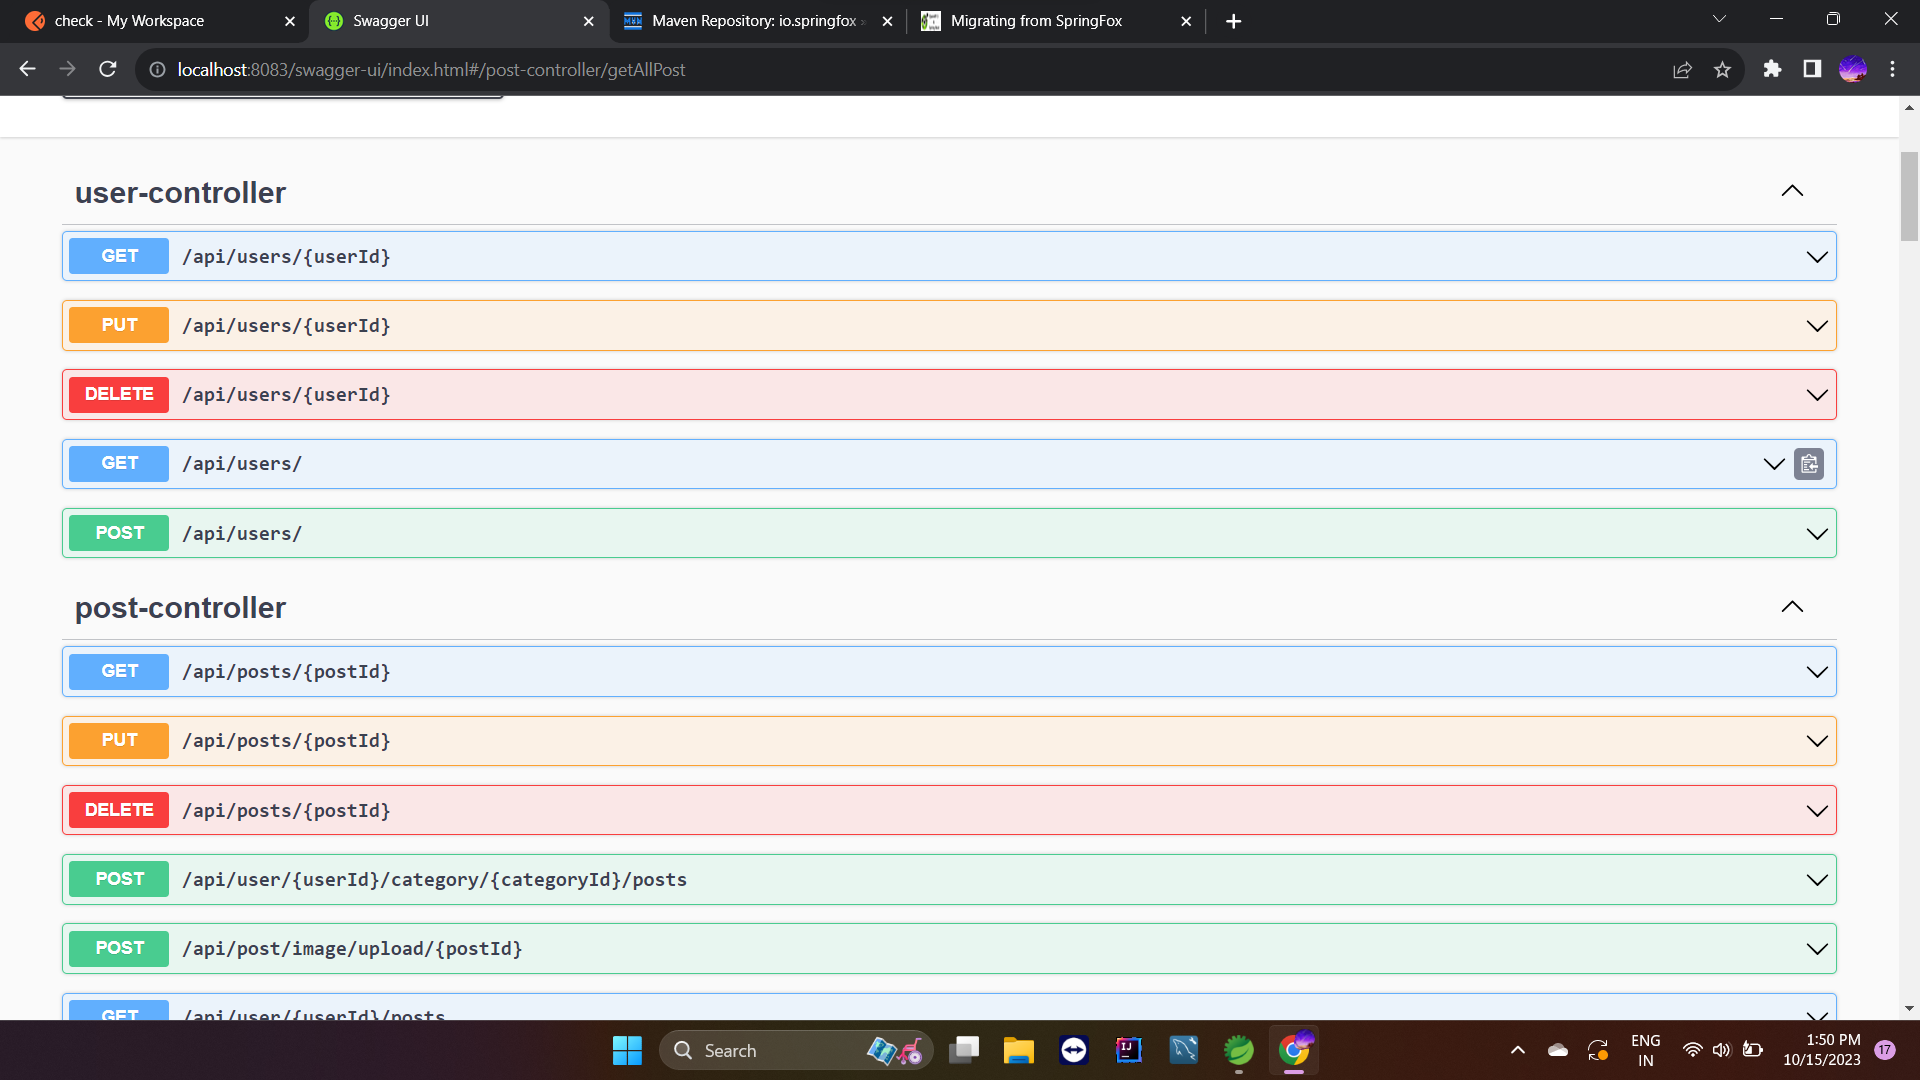 check - My Workspace
Swagger UI
Maven Repository: io.springfox
Migrating from SpringFox
localhost:8083/swagger-ui/index.html#/post-controller/getAllPost
user-controller
GET /api/users/{userId}
PUT /api/users/{userId}
DELETE /api/users/{userId}
GET /api/users/
POST /api/users/
post-controller
GET /api/posts/{postId}
PUT /api/posts/{postId}
DELETE /api/posts/{postId}
POST /api/user/{userId}/category/{categoryId}/posts
POST /api/post/image/upload/{postId}
GET /api/user/{userId}/posts
Search
ENG
IN
1:50 PM
10/15/2023
17